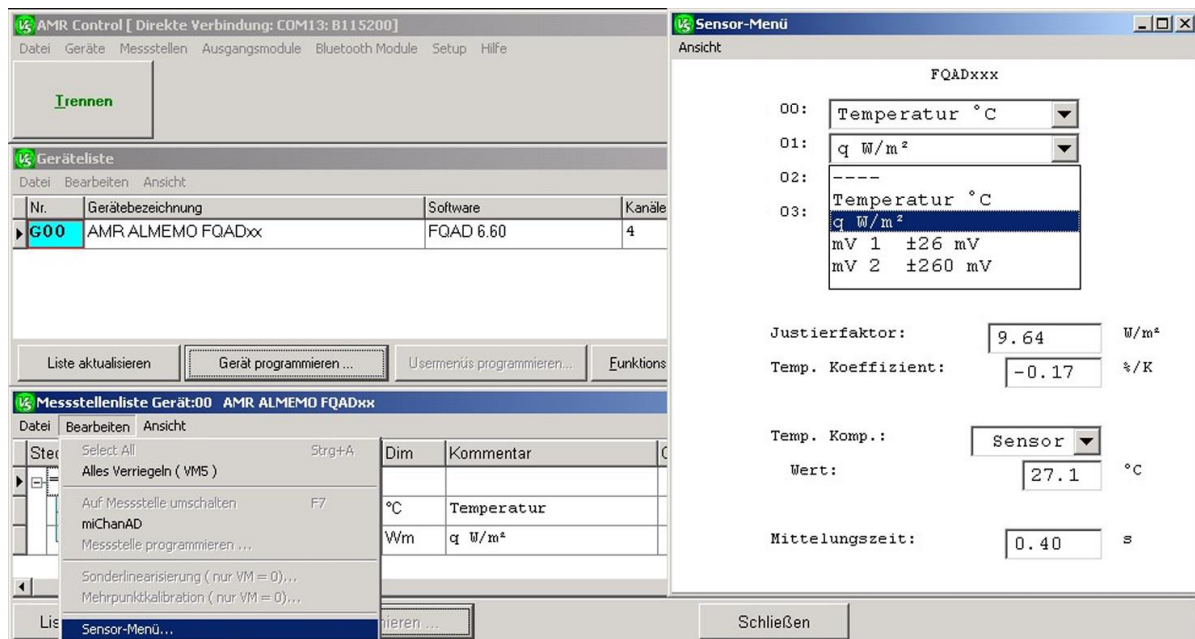 AMR Control [ Direkte Verbindung: COM13: B115200]
Datei Geräte Messstellen Ausgangsmodule Bluetooth Module Setup Hilfe
Trennen
Geräteliste
Datei Bearbeiten Ansicht
Nr. Gerätebezeichnung Software Kanäle
G00 AMR ALMEMO FQADxx FQAD 6.60 4
Liste aktualisieren Gerät programmieren ... Usermenüs programmieren... Funktions
Messstellenliste Gerät:00 AMR ALMEMO FQADxx
Datei Bearbeiten Ansicht
Dim Kommentar
°C Temperatur
Wm q W/m²
Select All Strg+A
Alles Verriegeln ( VM5 )
Auf Messstelle umschalten F7
miChanAD
Messstelle programmieren ...
Sonderlinearisierung ( nur VM = 0)...
Mehrpunktkalibration ( nur VM = 0)...
Sensor-Menü...
Sensor-Menü
Ansicht
FQADxxx
00: Temperatur °C
01: q W/m²
02:
03:
----
Temperatur °C
q W/m²
mV 1 ±26 mV
mV 2 ±260 mV
Justierfaktor: 9.64 W/m²
Temp. Koeffizient: -0.17 %/K
Temp. Komp.: Sensor
Wert: 27.1 °C
Mittelungszeit: 0.40 s
Schließen